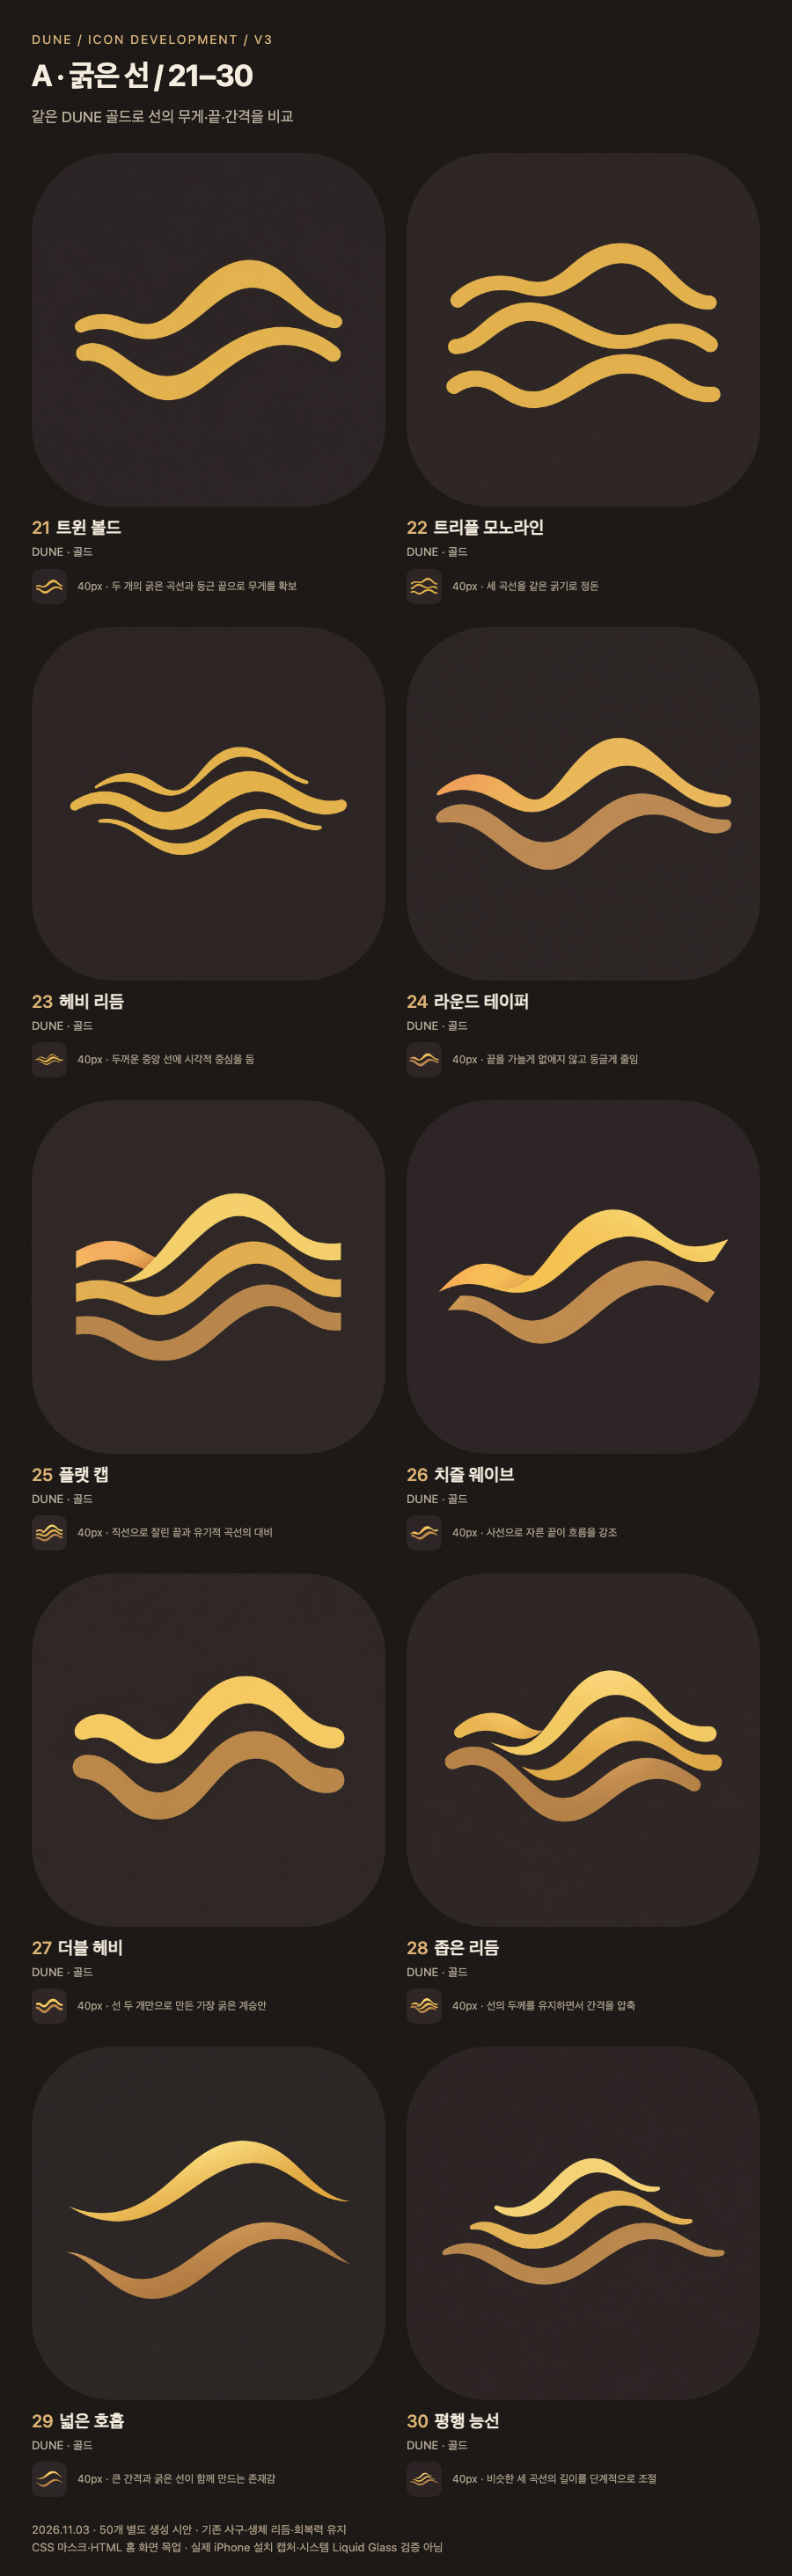 DUNE / ICON DEVELOPMENT / V3
A · 굵은 선 / 21–30
같은 DUNE 골드로 선의 무게·끝·간격을 비교
21 트윈 볼드
DUNE · 골드
40px · 두 개의 굵은 곡선과 둥근 끝으로 무게를 확보
22 트리플 모노라인
DUNE · 골드
40px · 세 곡선을 같은 굵기로 정돈
23 헤비 리듬
DUNE · 골드
40px · 두꺼운 중앙 선에 시각적 중심을 둠
24 라운드 테이퍼
DUNE · 골드
40px · 끝을 가늘게 없애지 않고 둥글게 줄임
25 플랫 캡
DUNE · 골드
40px · 직선으로 잘린 끝과 유기적 곡선의 대비
26 치즐 웨이브
DUNE · 골드
40px · 사선으로 자른 끝이 흐름을 강조
27 더블 헤비
DUNE · 골드
40px · 선 두 개만으로 만든 가장 굵은 계승안
28 좁은 리듬
DUNE · 골드
40px · 선의 두께를 유지하면서 간격을 압축
29 넓은 호흡
DUNE · 골드
40px · 큰 간격과 굵은 선이 함께 만드는 존재감
30 평행 능선
DUNE · 골드
40px · 비슷한 세 곡선의 길이를 단계적으로 조절
2026.11.03 · 50개 별도 생성 시안 · 기존 사구·생체 리듬·회복력 유지
CSS 마스크·HTML 홈 화면 목업 · 실제 iPhone 설치 캡처·시스템 Liquid Glass 검증 아님